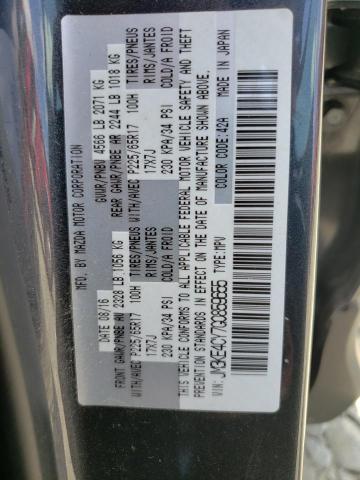 MFD. BY MAZDA MOTOR CORPORATION
DATE 08/16 GVWR/PNBV 4566 LB 2071 KG
FRONT GAWR/PNBE AV 2328 LB 1056 KG REAR GAWR/PNBE AR 2244 LB 1018 KG
WITH/AVEC P225/65R17 100H TIRES/PNEUS WITH/AVEC P225/65R17 100H TIRES/PNEUS
17X7J RIMS/JANTES 17X7J RIMS/JANTES
230 KPA/34 PSI COLD/A FROID 230 KPA/34 PSI COLD/A FROID
THIS VEHICLE CONFORMS TO ALL APPLICABLE FEDERAL MOTOR VEHICLE SAFETY AND THEFT
PREVENTION STANDARDS IN EFFECT ON THE DATE OF MANUFACTURE SHOWN ABOVE.
MADE IN JAPAN
TYPE: MPV COLOR CODE: 42A
VIN: